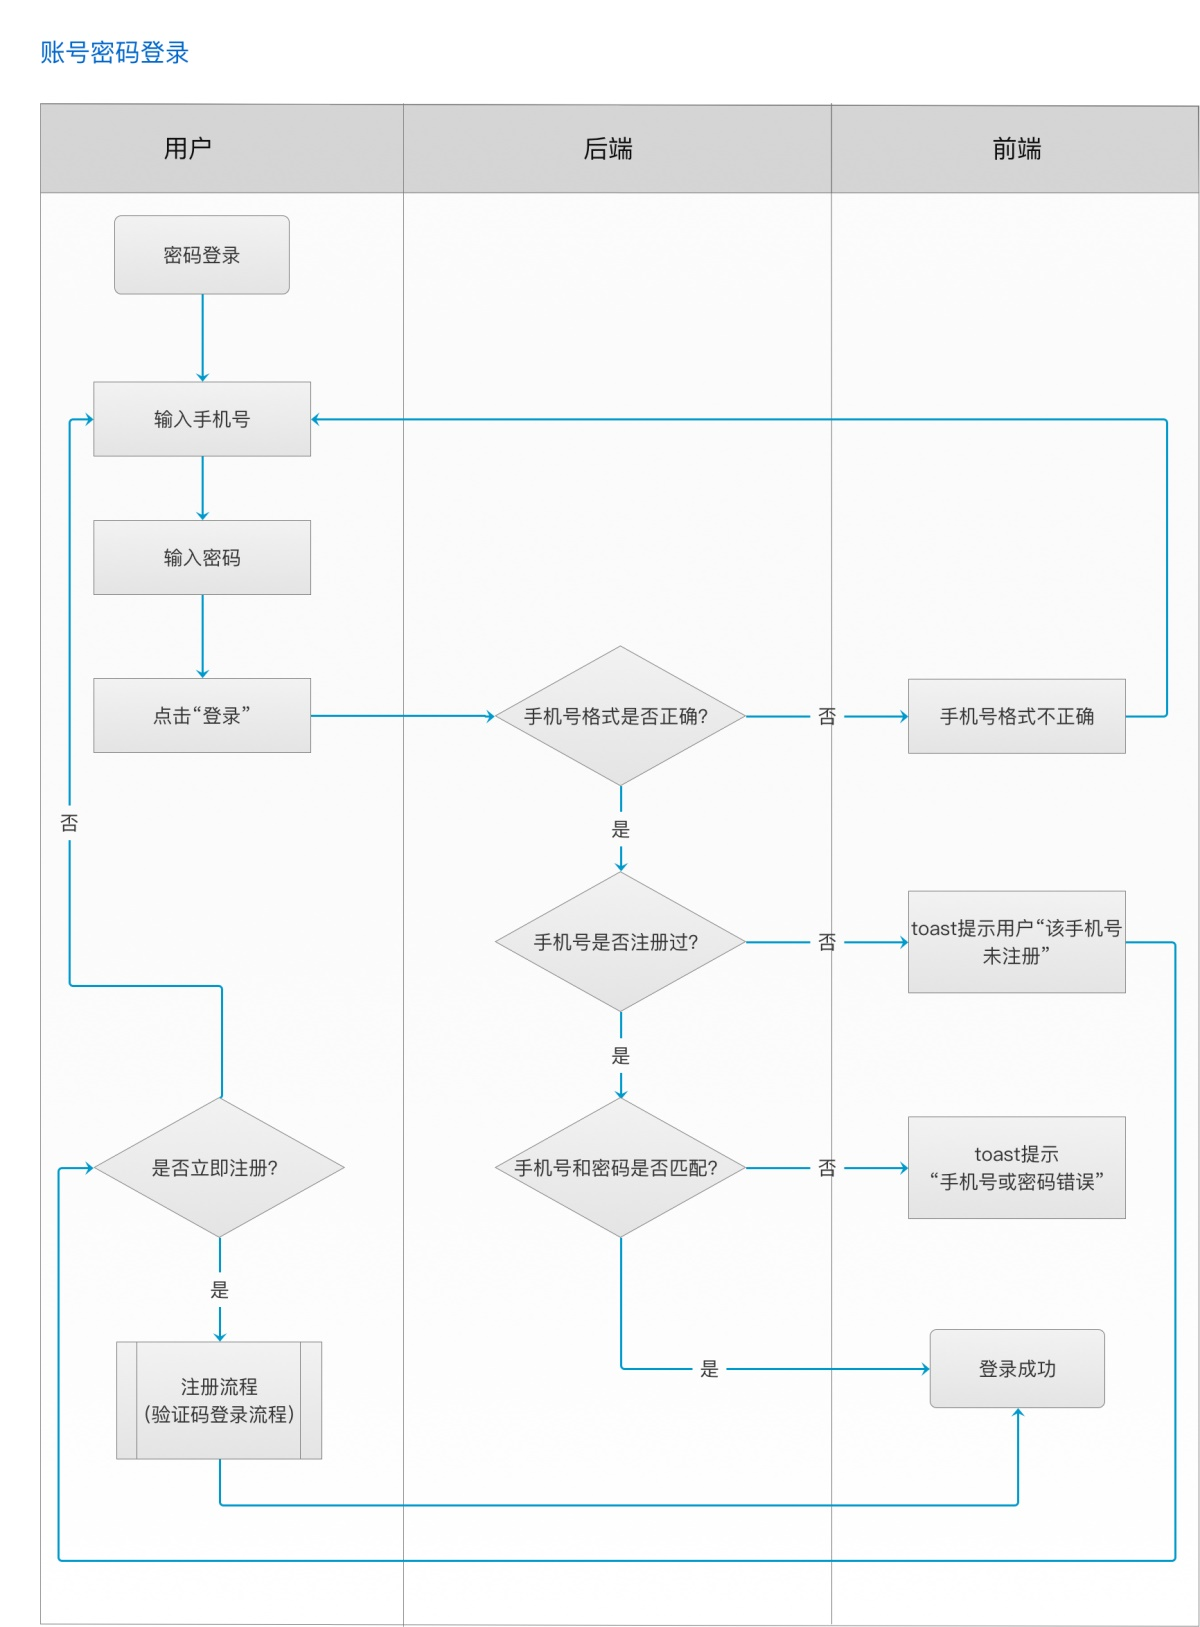 账号密码登录
用户
后端
前端
密码登录
输入手机号
输入密码
点击“登录”
手机号格式是否正确?
否
手机号格式不正确
否
是
手机号是否注册过?
否
toast提示用户“该手机号
未注册”
是
是否立即注册?
手机号和密码是否匹配?
否
toast提示
“手机号或密码错误”
是
是
登录成功
注册流程
(验证码登录流程)